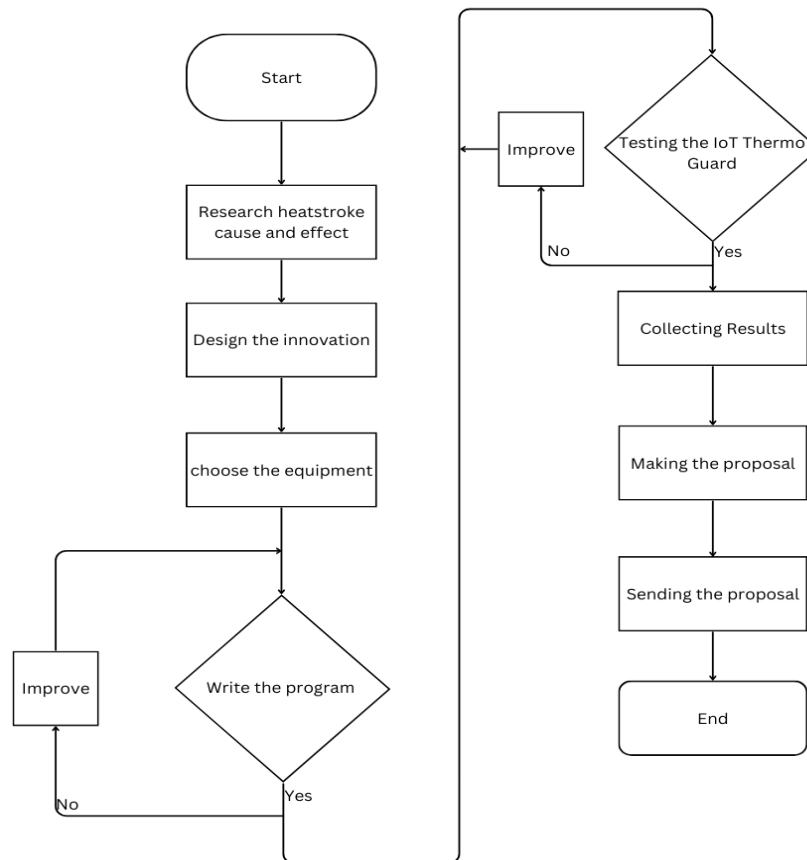 Start
Research heatstroke
cause and effect
Design the innovation
choose the equipment
Improve
Write the program
No
Yes
Improve
Testing the IoT Thermo
Guard
No
Yes
Collecting Results
Making the proposal
Sending the proposal
End